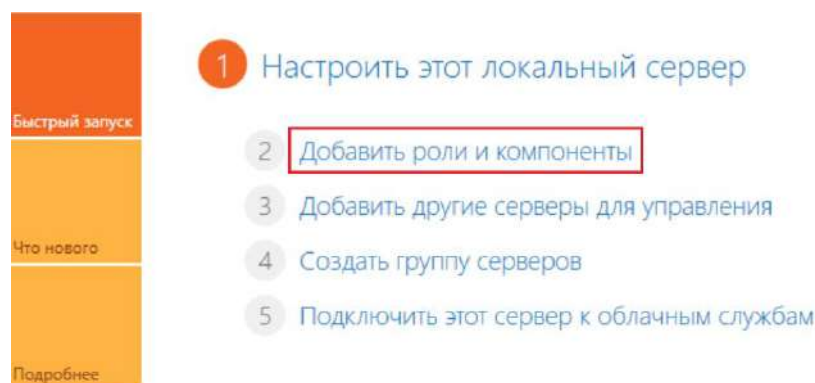 1 Настроить этот локальный сервер
Быстрый запуск
2 Добавить роли и компоненты
3 Добавить другие серверы для управления
Что нового
4 Создать группу серверов
5 Подключить этот сервер к облачным службам
Подробнее